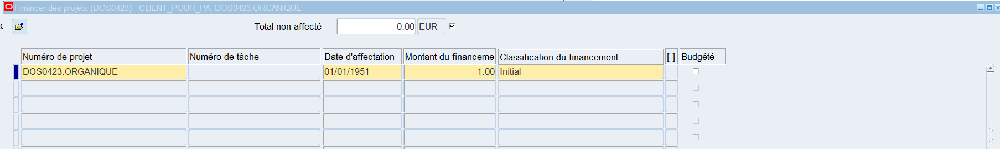 Financer des projets (DOS0423) - CLIENT_POUR_PA, DOS0423.ORGANIQUE
Total non affecté 0.00 EUR
Numéro de projet Numéro de tâche Date d'affectation Montant du financemer Classification du financement [ ] Budgété
DOS0423.ORGANIQUE 01/01/1951 1.00 Initial